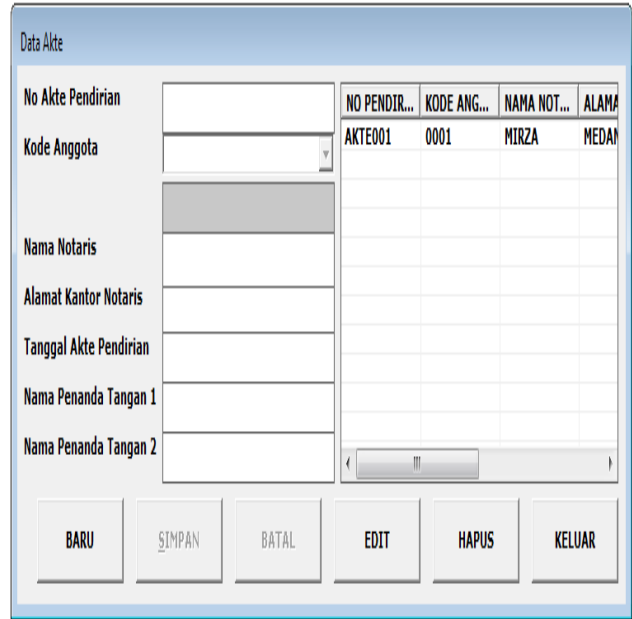 Data Akte
No Akte Pendirian
Kode Anggota
Nama Notaris
Alamat Kantor Notaris
Tanggal Akte Pendirian
Nama Penanda Tangan 1
Nama Penanda Tangan 2
NO PENDIR... KODE ANG... NAMA NOT... ALAMA
AKTE001 0001 MIRZA MEDAN
BARU SIMPAN BATAL EDIT HAPUS KELUAR